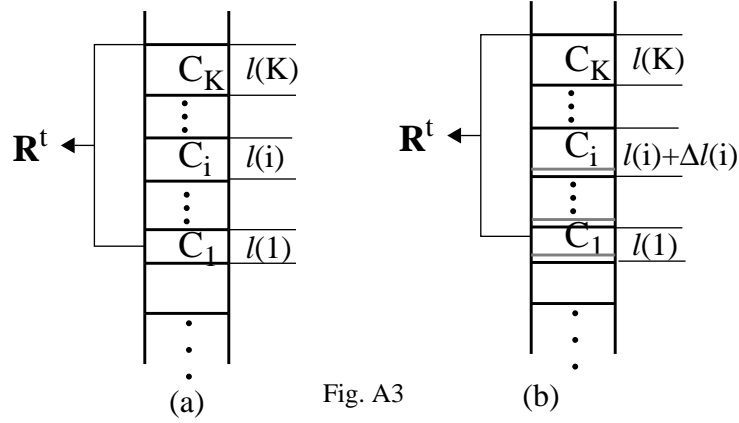 C_K l(K)
R^t
C_i l(i)
C_1 l(1)
(a)
C_K l(K)
R^t
C_i l(i)+Δl(i)
C_1 l(1)
(b)
Fig. A3